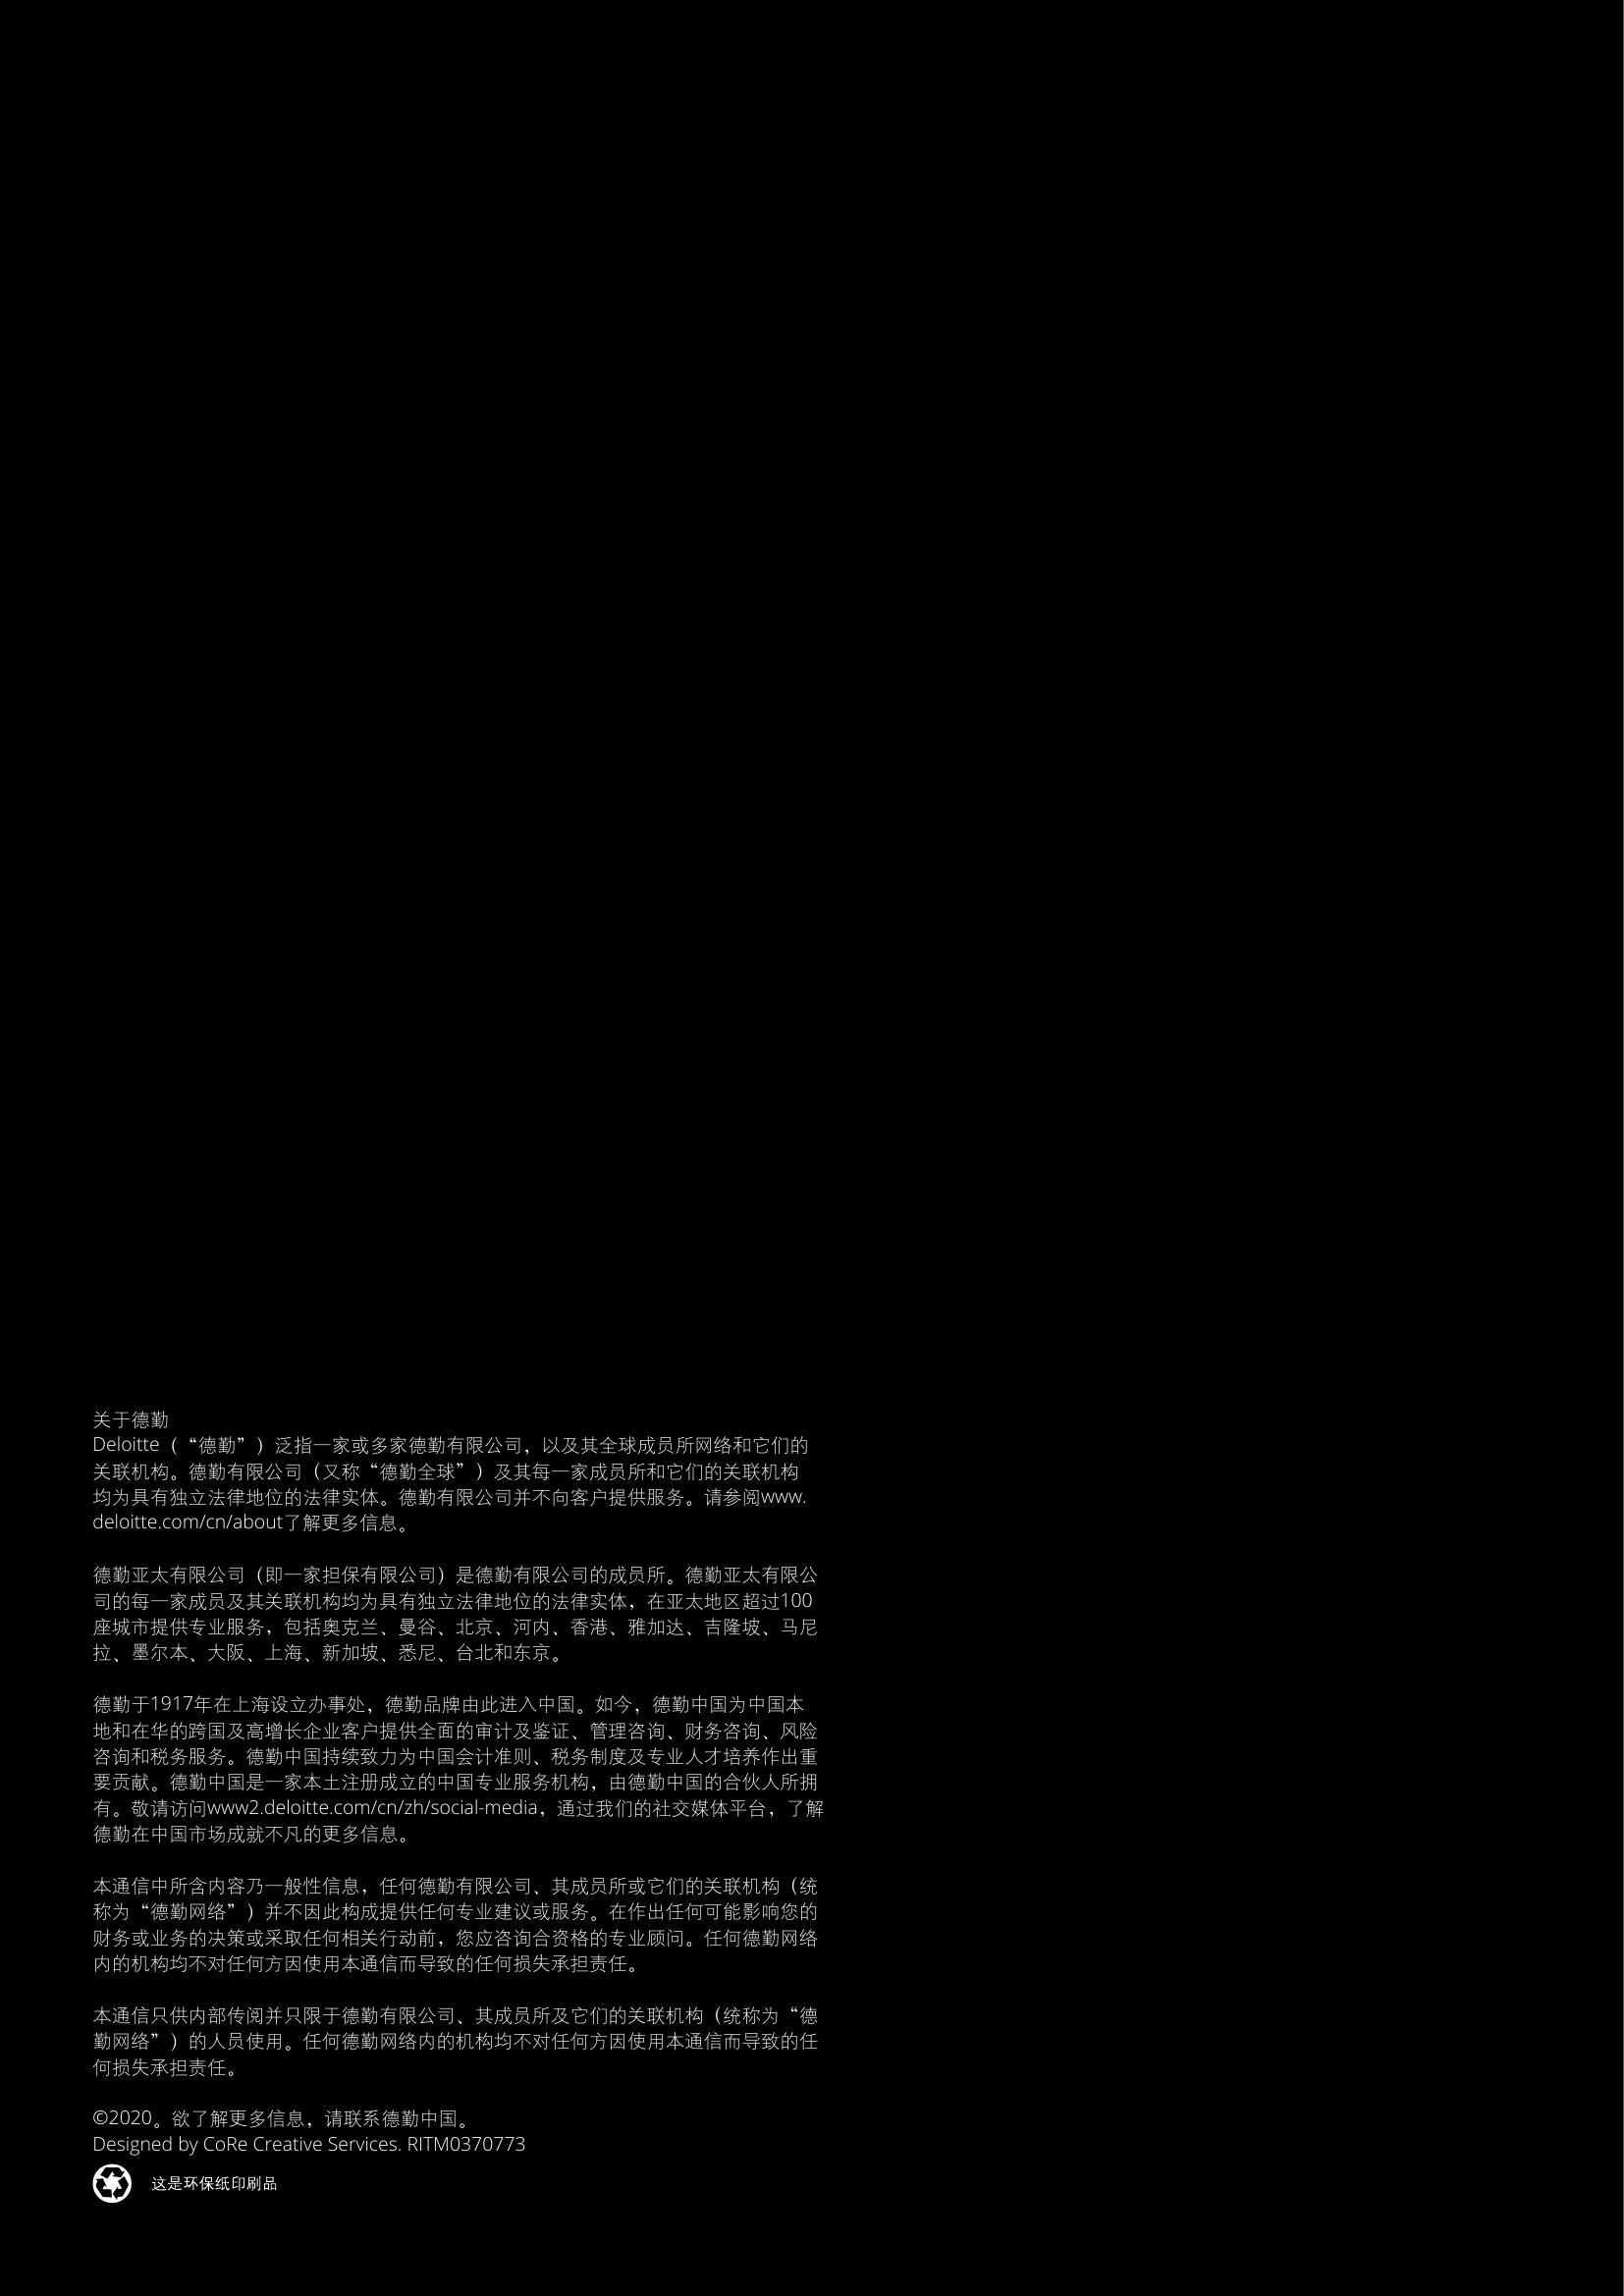 关于德勤
Deloitte（“德勤”）泛指一家或多家德勤有限公司，以及其全球成员所网络和它们的
关联机构。德勤有限公司（又称“德勤全球”）及其每一家成员所和它们的关联机构
均为具有独立法律地位的法律实体。德勤有限公司并不向客户提供服务。请参阅www.
deloitte.com/cn/about了解更多信息。
德勤亚太有限公司（即一家担保有限公司）是德勤有限公司的成员所。德勤亚太有限公
司的每一家成员及其关联机构均为具有独立法律地位的法律实体，在亚太地区超过100
座城市提供专业服务，包括奥克兰、曼谷、北京、河内、香港、雅加达、吉隆坡、马尼
拉、墨尔本、大阪、上海、新加坡、悉尼、台北和东京。
德勤于1917年在上海设立办事处，德勤品牌由此进入中国。如今，德勤中国为中国本
地和在华的跨国及高增长企业客户提供全面的审计及鉴证、管理咨询、财务咨询、风险
咨询和税务服务。德勤中国持续致力为中国会计准则、税务制度及专业人才培养作出重
要贡献。德勤中国是一家本土注册成立的中国专业服务机构，由德勤中国的合伙人所拥
有。敬请访问www2.deloitte.com/cn/zh/social-media，通过我们的社交媒体平台，了解
德勤在中国市场成就不凡的更多信息。
本通信中所含内容乃一般性信息，任何德勤有限公司、其成员所或它们的关联机构（统
称为“德勤网络”）并不因此构成提供任何专业建议或服务。在作出任何可能影响您的
财务或业务的决策或采取任何相关行动前，您应咨询合资格的专业顾问。任何德勤网络
内的机构均不对任何方因使用本通信而导致的任何损失承担责任。
本通信只供内部传阅并只限于德勤有限公司、其成员所及它们的关联机构（统称为“德
勤网络”）的人员使用。任何德勤网络内的机构均不对任何方因使用本通信而导致的任
何损失承担责任。
©2020。欲了解更多信息，请联系德勤中国。
Designed by CoRe Creative Services. RITM0370773
这是环保纸印刷品